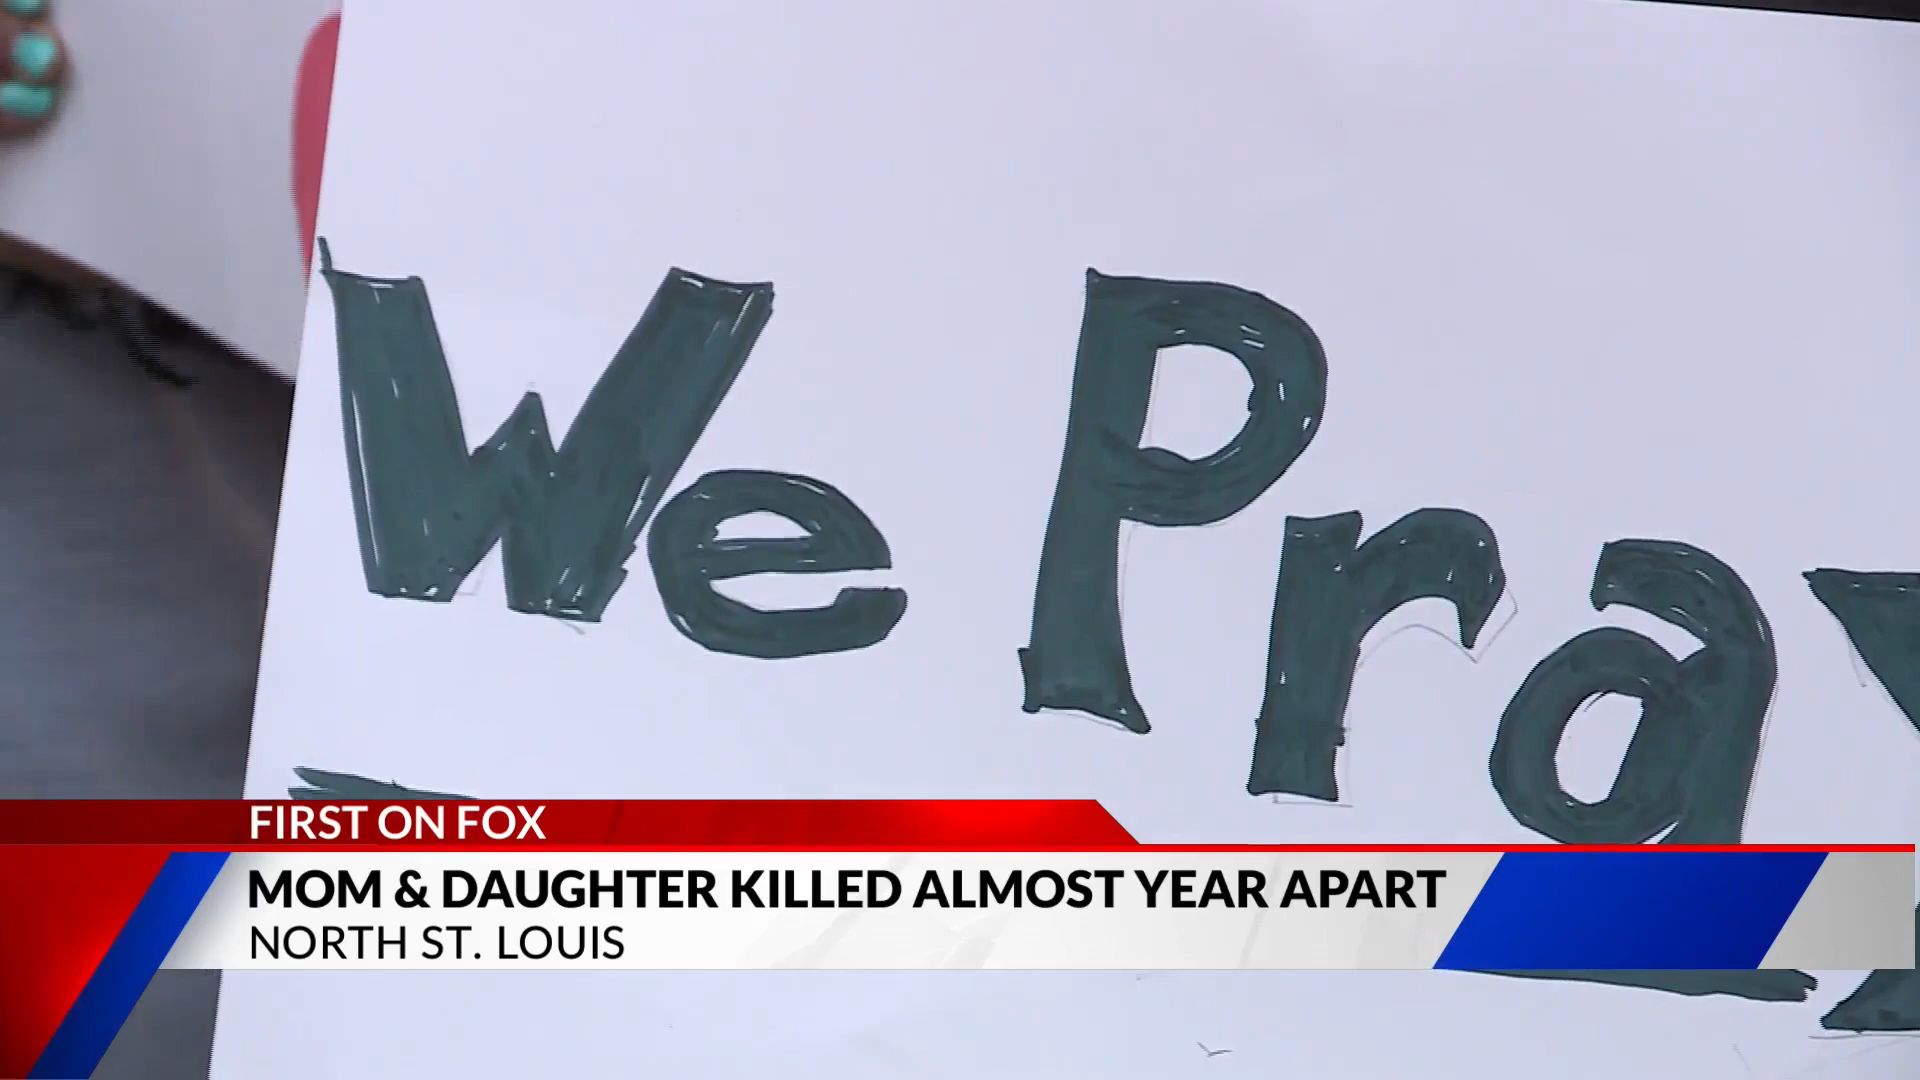 We Pray
FIRST ON FOX
MOM & DAUGHTER KILLED ALMOST YEAR APART
NORTH ST. LOUIS